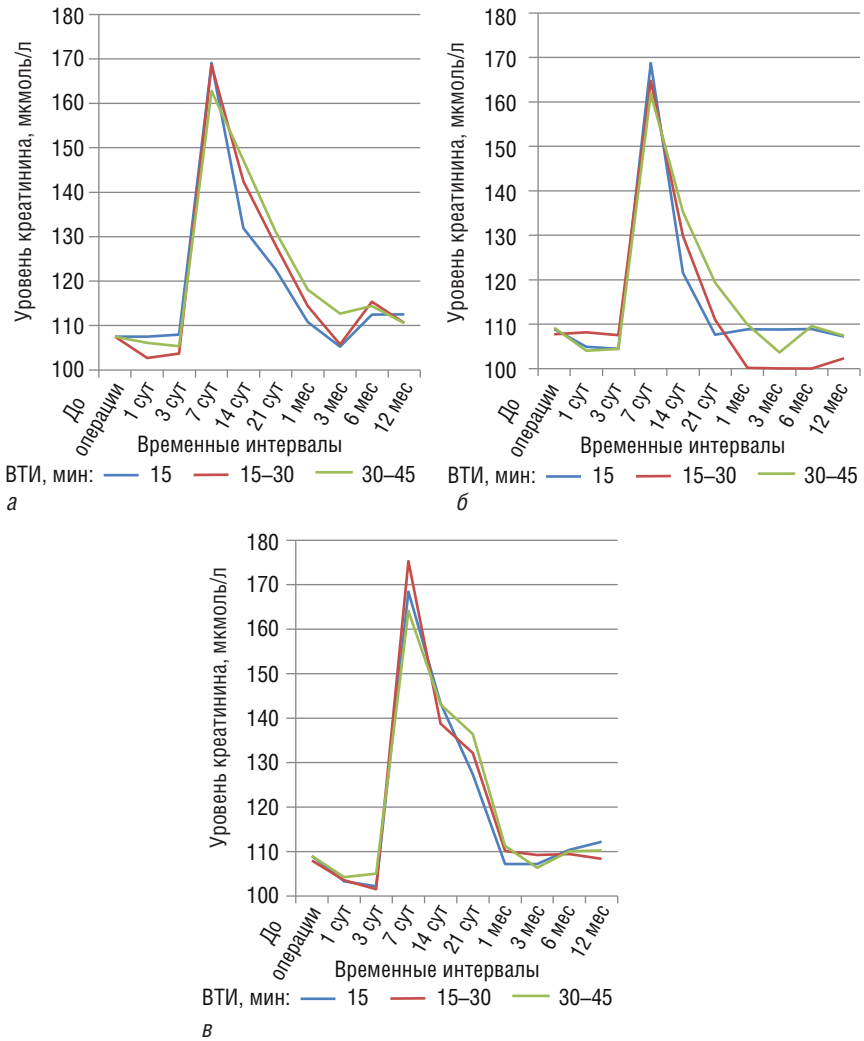 Уровень креатинина, мкмоль/л
180
170
160
150
140
130
120
110
100
До операции
1 сут
3 сут
7 сут
14 сут
21 сут
1 мес
3 мес
6 мес
12 мес
Временные интервалы
ВТИ, мин: 15 15–30 30–45
а
Уровень креатинина, мкмоль/л
180
170
160
150
140
130
120
110
100
До операции
1 сут
3 сут
7 сут
14 сут
21 сут
1 мес
3 мес
6 мес
12 мес
Временные интервалы
ВТИ, мин: 15 15–30 30–45
б
Уровень креатинина, мкмоль/л
180
170
160
150
140
130
120
110
100
До операции
1 сут
3 сут
7 сут
14 сут
21 сут
1 мес
3 мес
6 мес
12 мес
Временные интервалы
ВТИ, мин: 15 15–30 30–45
в